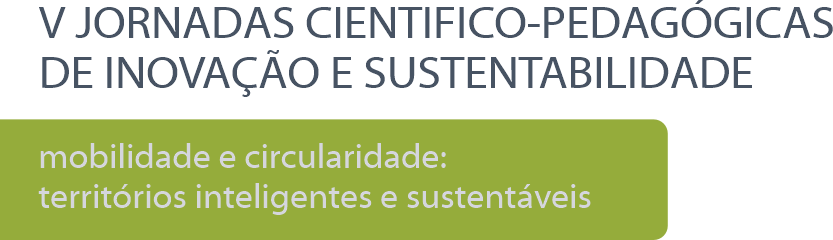 V JORNADAS CIENTIFICO-PEDAGÓGICAS
DE INOVAÇÃO E SUSTENTABILIDADE
mobilidade e circularidade:
territórios inteligentes e sustentáveis